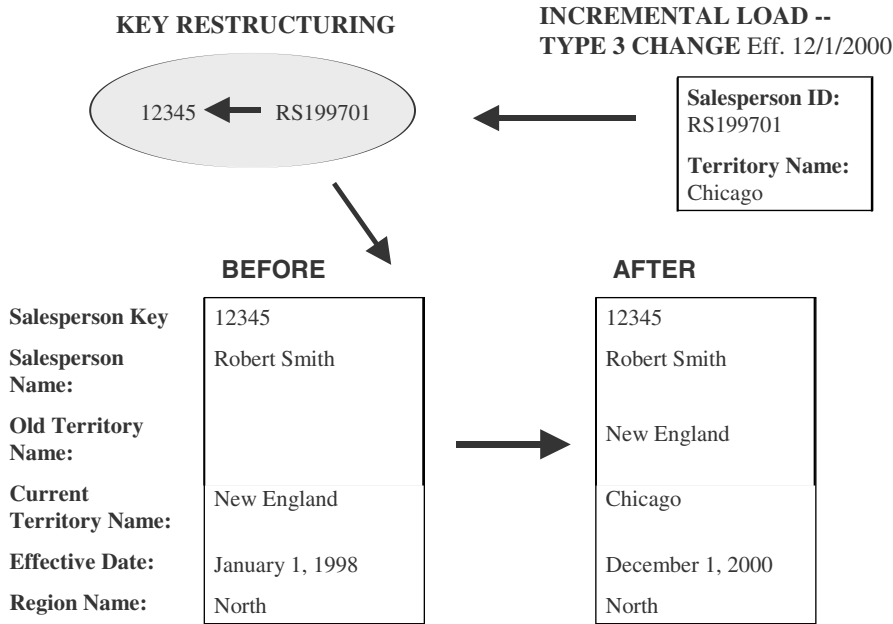 KEY RESTRUCTURING
INCREMENTAL LOAD --
TYPE 3 CHANGE Eff. 12/1/2000
12345
RS199701
Salesperson ID:
RS199701
Territory Name:
Chicago
BEFORE
AFTER
Salesperson Key
12345
12345
Salesperson
Name:
Robert Smith
Robert Smith
Old Territory
Name:
New England
Current
Territory Name:
New England
Chicago
Effective Date:
January 1, 1998
December 1, 2000
Region Name:
North
North